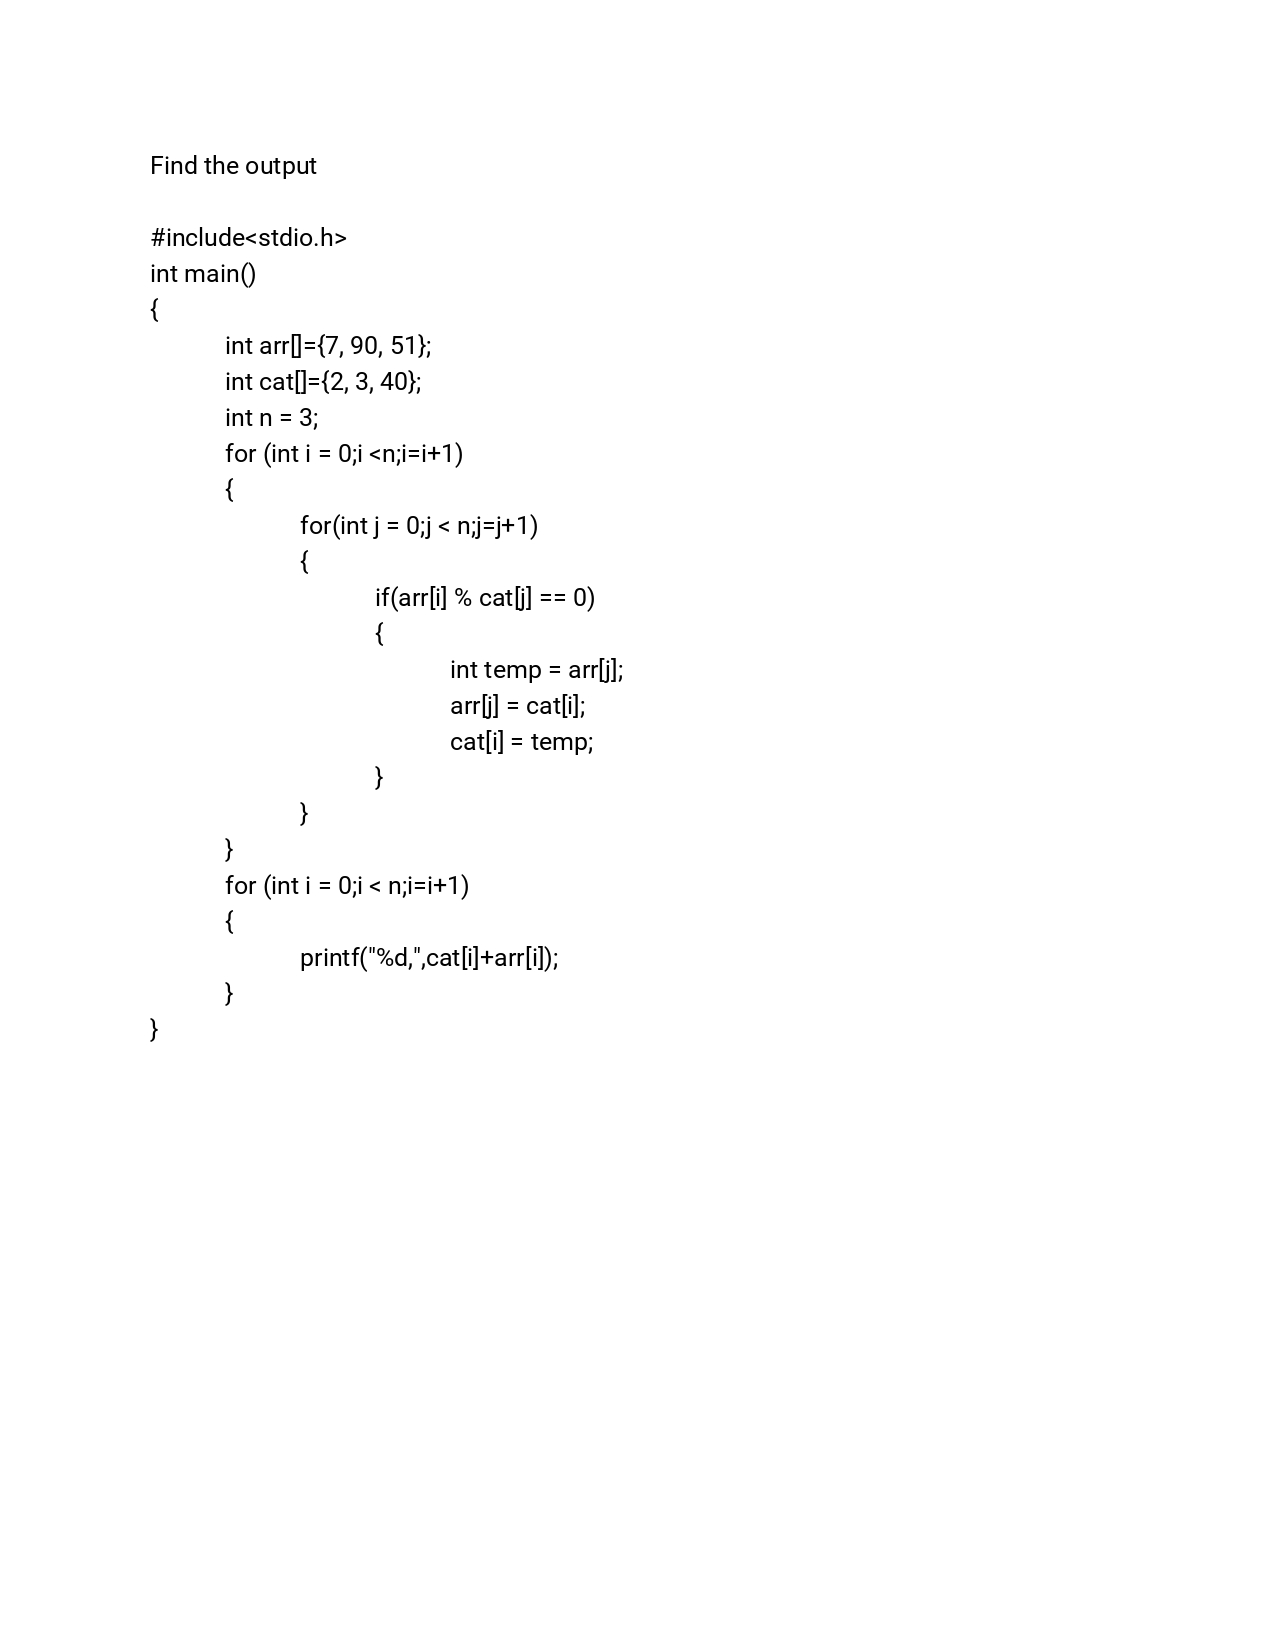 Find the output
#include<stdio.h>
int main()
{
int arr[]={7, 90, 51};
int cat[]={2, 3, 40};
int n = 3;
for (int i = 0;i <n;i=i+1)
{
for(int j = 0;j < n;j=j+1)
{
if(arr[i] % cat[j] == 0)
{
int temp = arr[j];
arr[j] = cat[i];
cat[i] = temp;
}
}
}
for (int i = 0;i < n;i=i+1)
{
printf("%d,",cat[i]+arr[i]);
}
}